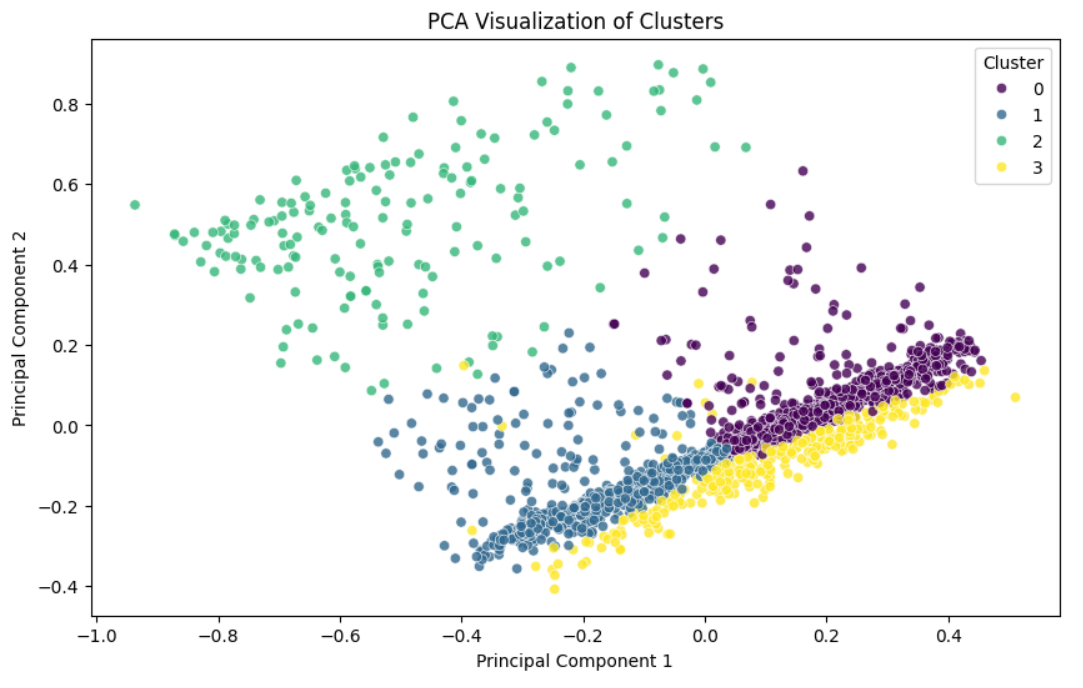 PCA Visualization of Clusters
Cluster
0
1
2
3
0.8
0.6
0.4
0.2
0.0
−0.2
−0.4
Principal Component 2
−1.0 −0.8 −0.6 −0.4 −0.2 0.0 0.2 0.4
Principal Component 1